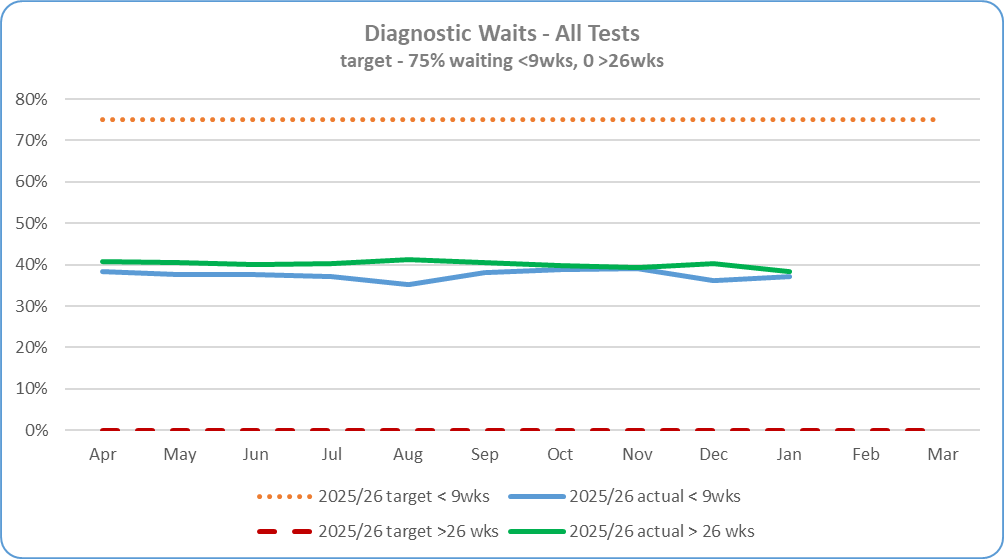 Diagnostic Waits - All Tests
target - 75% waiting <9wks, 0 >26wks
80%
70%
60%
50%
40%
30%
20%
10%
0%
Apr May Jun Jul Aug Sep Oct Nov Dec Jan Feb Mar
2025/26 target < 9wks 2025/26 actual < 9wks
2025/26 target >26 wks 2025/26 actual > 26 wks